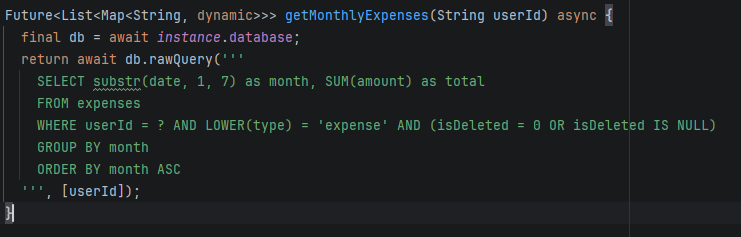 Future<List<Map<String, dynamic>>> getMonthlyExpenses(String userId) async {
  final db = await instance.database;
  return await db.rawQuery('''
    SELECT substr(date, 1, 7) as month, SUM(amount) as total
    FROM expenses
    WHERE userId = ? AND LOWER(type) = 'expense' AND (isDeleted = 0 OR isDeleted IS NULL)
    GROUP BY month
    ORDER BY month ASC
  ''', [userId]);
}